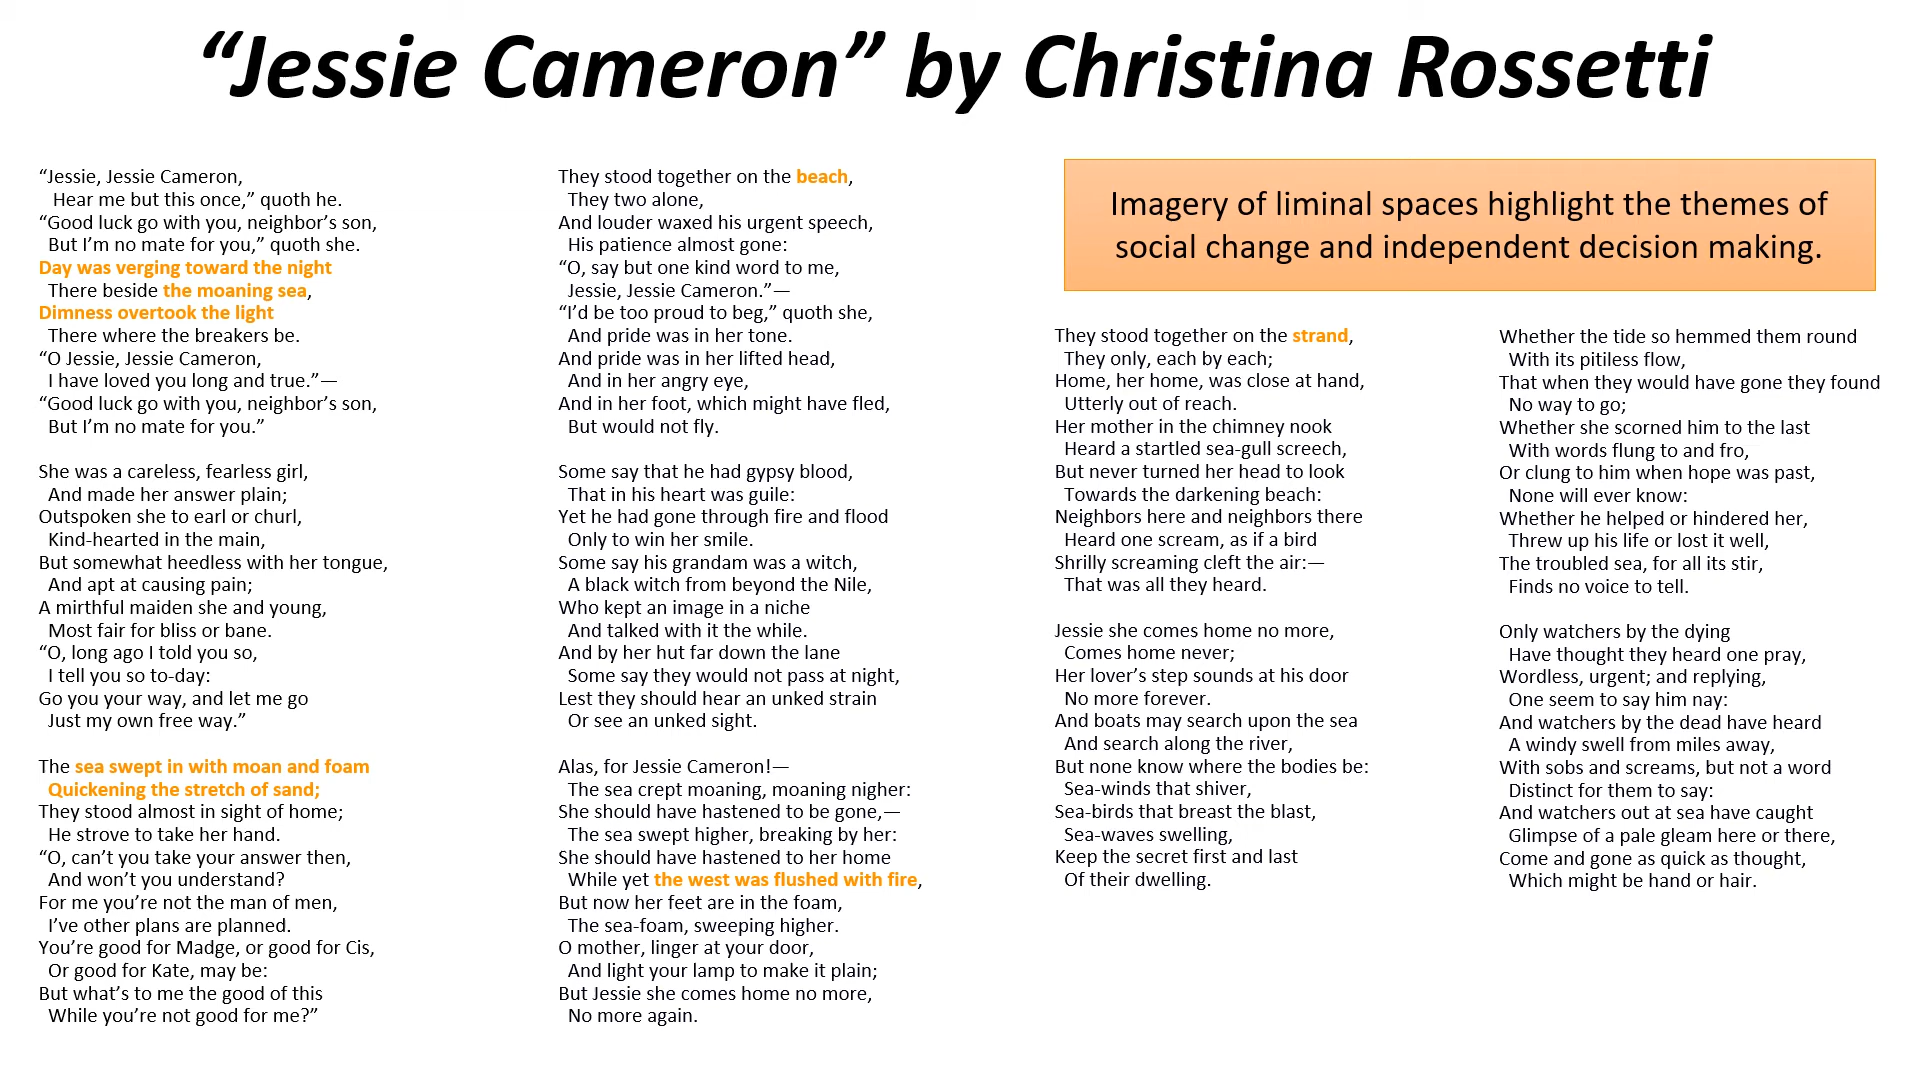 “Jessie Cameron” by Christina Rossetti
“Jessie, Jessie Cameron,
Hear me but this once,” quoth he.
“Good luck go with you, neighbor’s son,
But I’m no mate for you,” quoth she.
Day was verging toward the night
There beside the moaning sea,
Dimness overtook the light
There where the breakers be.
“O Jessie, Jessie Cameron,
I have loved you long and true.”—
“Good luck go with you, neighbor’s son,
But I’m no mate for you.”
She was a careless, fearless girl,
And made her answer plain;
Outspoken she to earl or churl,
Kind-hearted in the main,
But somewhat heedless with her tongue,
And apt at causing pain;
A mirthful maiden she and young,
Most fair for bliss or bane.
“O, long ago I told you so,
I tell you so to-day:
Go you your way, and let me go
Just my own free way.”
The sea swept in with moan and foam
Quickening the stretch of sand;
They stood almost in sight of home;
He strove to take her hand.
“O, can’t you take your answer then,
And won’t you understand?
For me you’re not the man of men,
I’ve other plans are planned.
You’re good for Madge, or good for Cis,
Or good for Kate, may be:
But what’s to me the good of this
While you’re not good for me?”
They stood together on the beach,
They two alone,
And louder waxed his urgent speech,
His patience almost gone:
“O, say but one kind word to me,
Jessie, Jessie Cameron.”—
“I’d be too proud to beg,” quoth she,
And pride was in her tone.
And pride was in her lifted head,
And in her angry eye,
And in her foot, which might have fled,
But would not fly.
Some say that he had gypsy blood,
That in his heart was guile:
Yet he had gone through fire and flood
Only to win her smile.
Some say his grandam was a witch,
A black witch from beyond the Nile,
Who kept an image in a niche
And talked with it the while.
And by her hut far down the lane
Some say they would not pass at night,
Lest they should hear an unked strain
Or see an unked sight.
Alas, for Jessie Cameron!—
The sea crept moaning, moaning nigher:
She should have hastened to be gone,—
The sea swept higher, breaking by her:
She should have hastened to her home
While yet the west was flushed with fire,
But now her feet are in the foam,
The sea-foam, sweeping higher.
O mother, linger at your door,
And light your lamp to make it plain;
But Jessie she comes home no more,
No more again.
Imagery of liminal spaces highlight the themes of
social change and independent decision making.
They stood together on the strand,
They only, each by each;
Home, her home, was close at hand,
Utterly out of reach.
Her mother in the chimney nook
Heard a startled sea-gull screech,
But never turned her head to look
Towards the darkening beach:
Neighbors here and neighbors there
Heard one scream, as if a bird
Shrilly screaming cleft the air:—
That was all they heard.
Jessie she comes home no more,
Comes home never;
Her lover’s step sounds at his door
No more forever.
And boats may search upon the sea
And search along the river,
But none know where the bodies be:
Sea-winds that shiver,
Sea-birds that breast the blast,
Sea-waves swelling,
Keep the secret first and last
Of their dwelling.
Whether the tide so hemmed them round
With its pitiless flow,
That when they would have gone they found
No way to go;
Whether she scorned him to the last
With words flung to and fro,
Or clung to him when hope was past,
None will ever know:
Whether he helped or hindered her,
Threw up his life or lost it well,
The troubled sea, for all its stir,
Finds no voice to tell.
Only watchers by the dying
Have thought they heard one pray,
Wordless, urgent; and replying,
One seem to say him nay:
And watchers by the dead have heard
A windy swell from miles away,
With sobs and screams, but not a word
Distinct for them to say:
And watchers out at sea have caught
Glimpse of a pale gleam here or there,
Come and gone as quick as thought,
Which might be hand or hair.